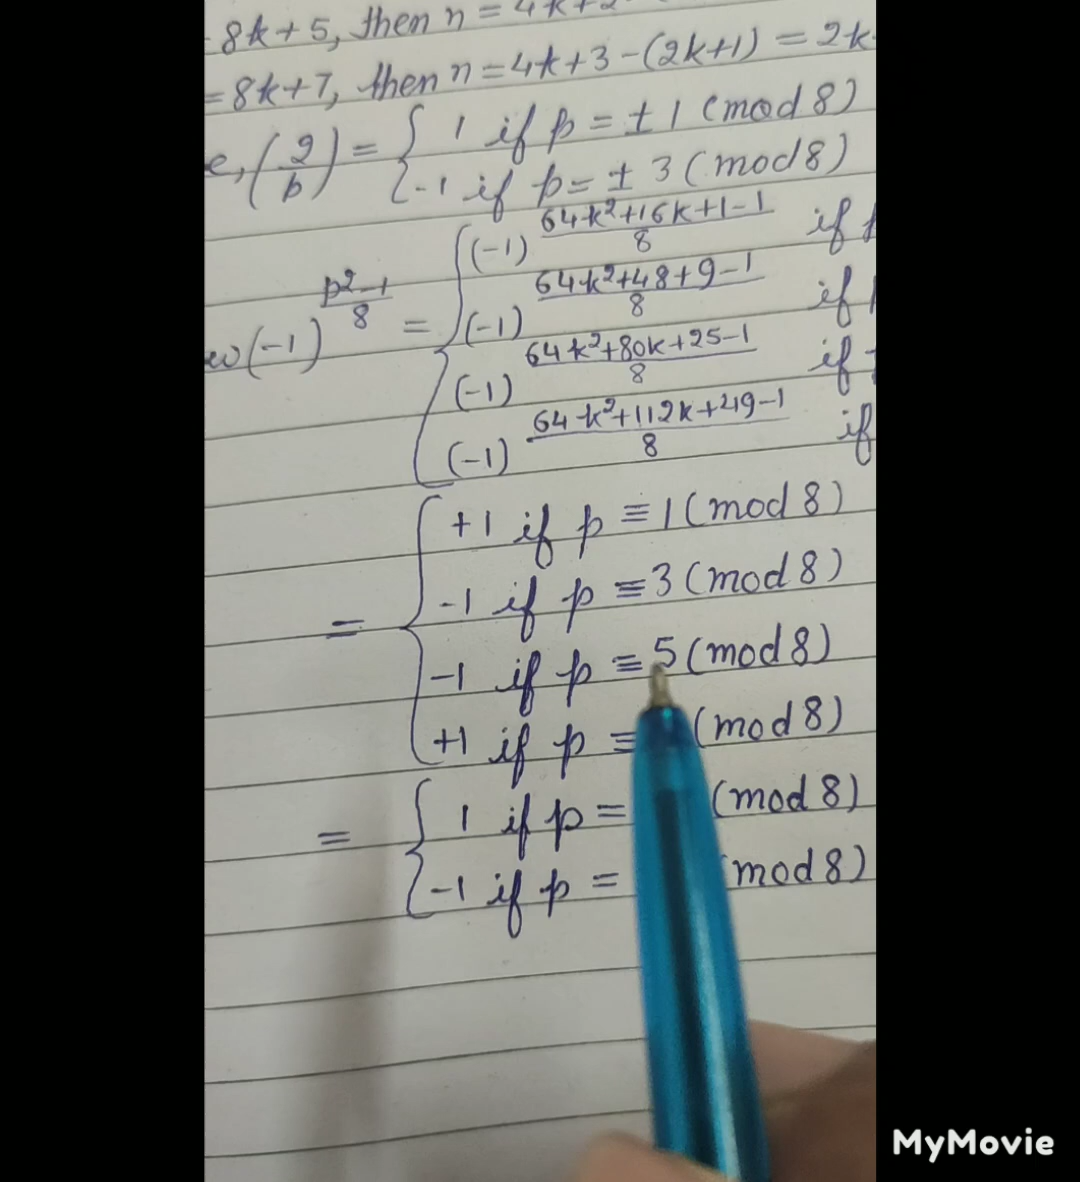 8k+5, then n = 4k+2
=8k+7, then n=4k+3-(2k+1) = 2k
e, (2/p) = { 1 if p = ±1 (mod 8)
-1 if p = ± 3 (mod 8)
w (-1)^(p²-1)/8 = { (-1)^(64k²+16k+1-1)/8 if
(-1)^(64k²+48+9-1)/8 if
(-1)^(64k²+80k+25-1)/8 if
(-1)^(64k²+112k+49-1)/8 if
= { +1 if p ≡ 1 (mod 8)
-1 if p ≡ 3 (mod 8)
-1 if p ≡ 5 (mod 8)
+1 if p ≡ (mod 8)
= { 1 if p = (mod 8)
-1 if p = mod 8)
MyMovie